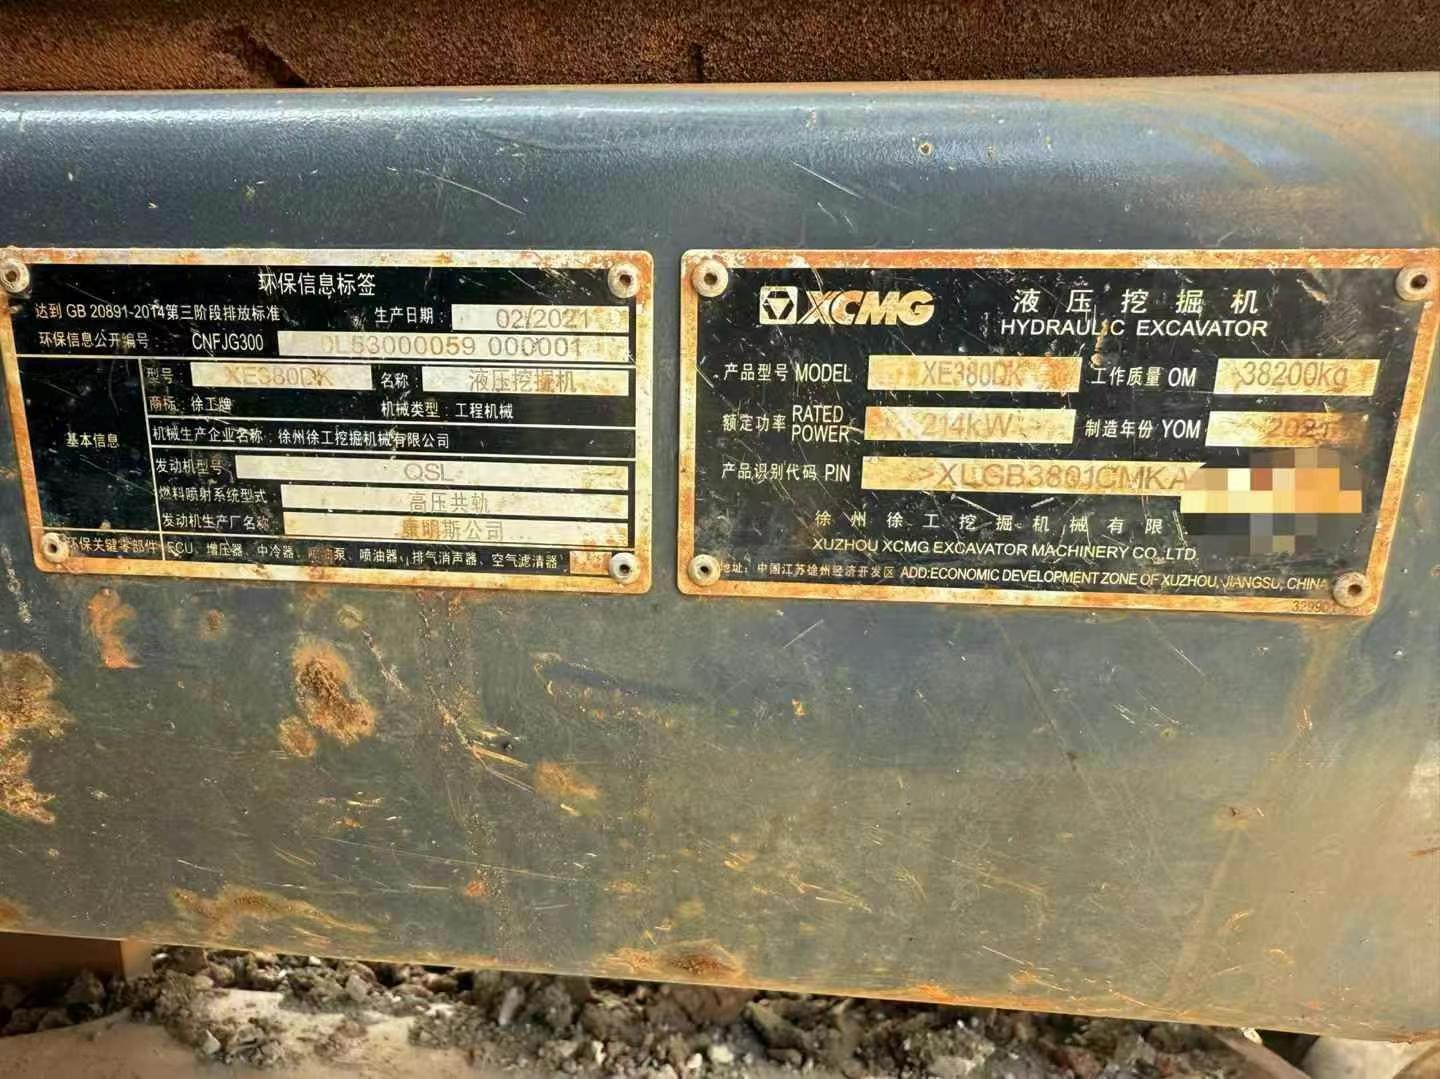 环保信息标签
达到 GB 20891-2014第三阶段排放标准 生产日期: 02/2021
环保信息公开编号: CNFJG300 0L53000059 000001
型号 XE380DK 名称: 液压挖掘机
商标: 徐工牌 机械类型: 工程机械
基本信息
机械生产企业名称: 徐州徐工挖掘机械有限公司
发动机型号: QSL
燃料喷射系统型式: 高压共轨
发动机生产厂名称 康明斯公司
环保关键零部件 ECU、增压器、中冷器、油泵、喷油器、排气消声器、空气滤清器
XCMG 液压挖掘机
HYDRAULIC EXCAVATOR
产品型号 MODEL XE380DK 工作质量 OM 38200kg
额定功率 RATED POWER 214kW 制造年份 YOM 2021
产品识别代码 PIN >XUGB3801CMKA
徐州徐工挖掘机械有限
XUZHOU XCMG EXCAVATOR MACHINERY CO.,LTD
地址: 中国江苏徐州经济开发区 ADD:ECONOMIC DEVELOPMENT ZONE OF XUZHOU, JIANGSU, CHINA